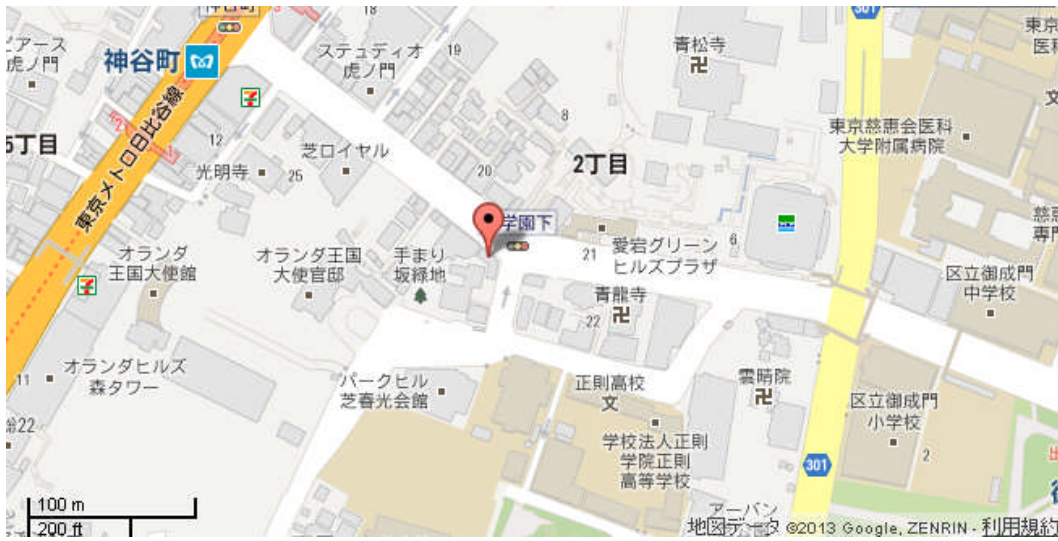 神谷町
18
301
ピアース
虎ノ門
神谷町
ステュディオ
虎ノ門
19
青松寺
卍
文
5丁目
12
8
東京慈恵会医科
大学附属病院
光明寺
25
芝ロイヤル
20
2丁目
東京メトロ日比谷線
2
1
学園下
オランダ
王国大使館
オランダ王国
大使官邸
手まり
坂緑地
21
愛宕グリーン
ヒルズプラザ
6
区立御成門
中学校
青龍寺
卍
22
オランダヒルズ
森タワー
11
パークヒル
芝春光会館
正則高校
文
雲晴院
卍
区立御成門
小学校
2
学校法人正則
学院正則
高等学校
301
アーバン
100 m
200 ft
地図データ ©2013 Google, ZENRIN - 利用規約